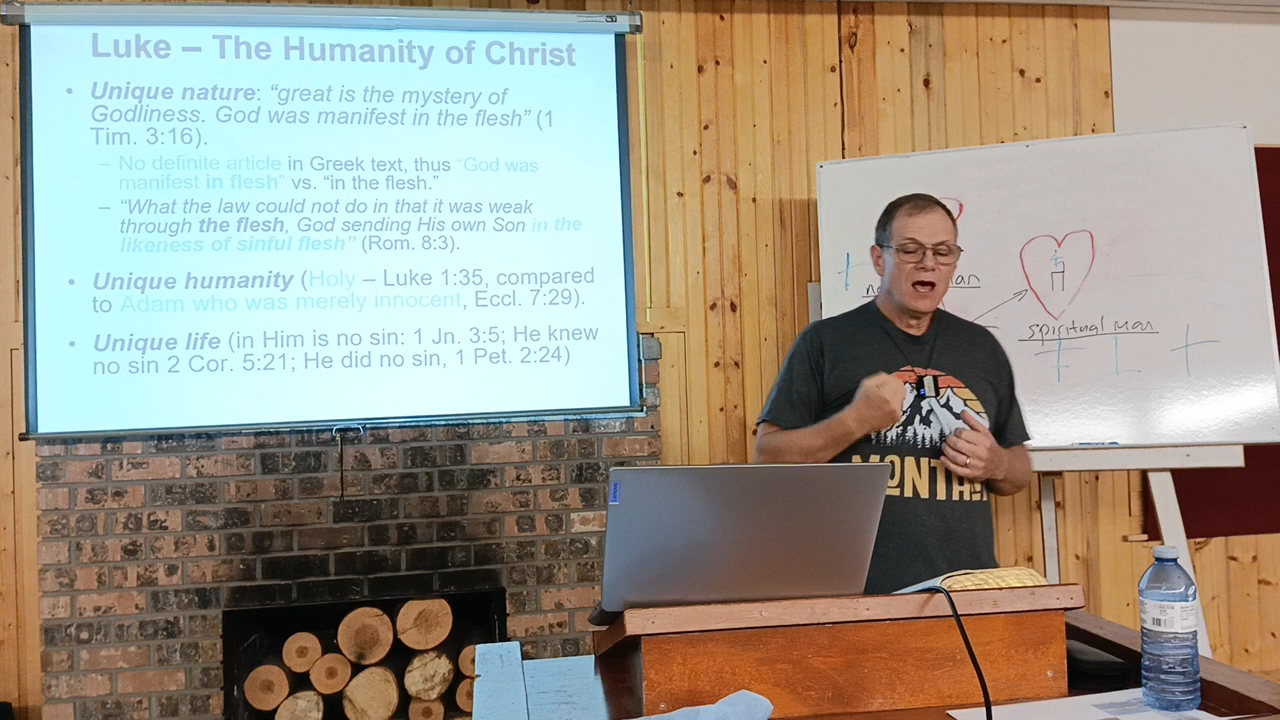 Luke – The Humanity of Christ
• Unique nature: “great is the mystery of
Godliness. God was manifest in the flesh” (1
Tim. 3:16).
– No definite article in Greek text, thus “God was
manifest in flesh” vs. “in the flesh.”
– “What the law could not do in that it was weak
through the flesh, God sending His own Son in the
likeness of sinful flesh” (Rom. 8:3).
• Unique humanity (Holy – Luke 1:35, compared
to Adam who was merely innocent, Eccl. 7:29).
• Unique life (in Him is no sin: 1 Jn. 3:5; He knew
no sin 2 Cor. 5:21; He did no sin, 1 Pet. 2:24)
spiritual man
Lenovo